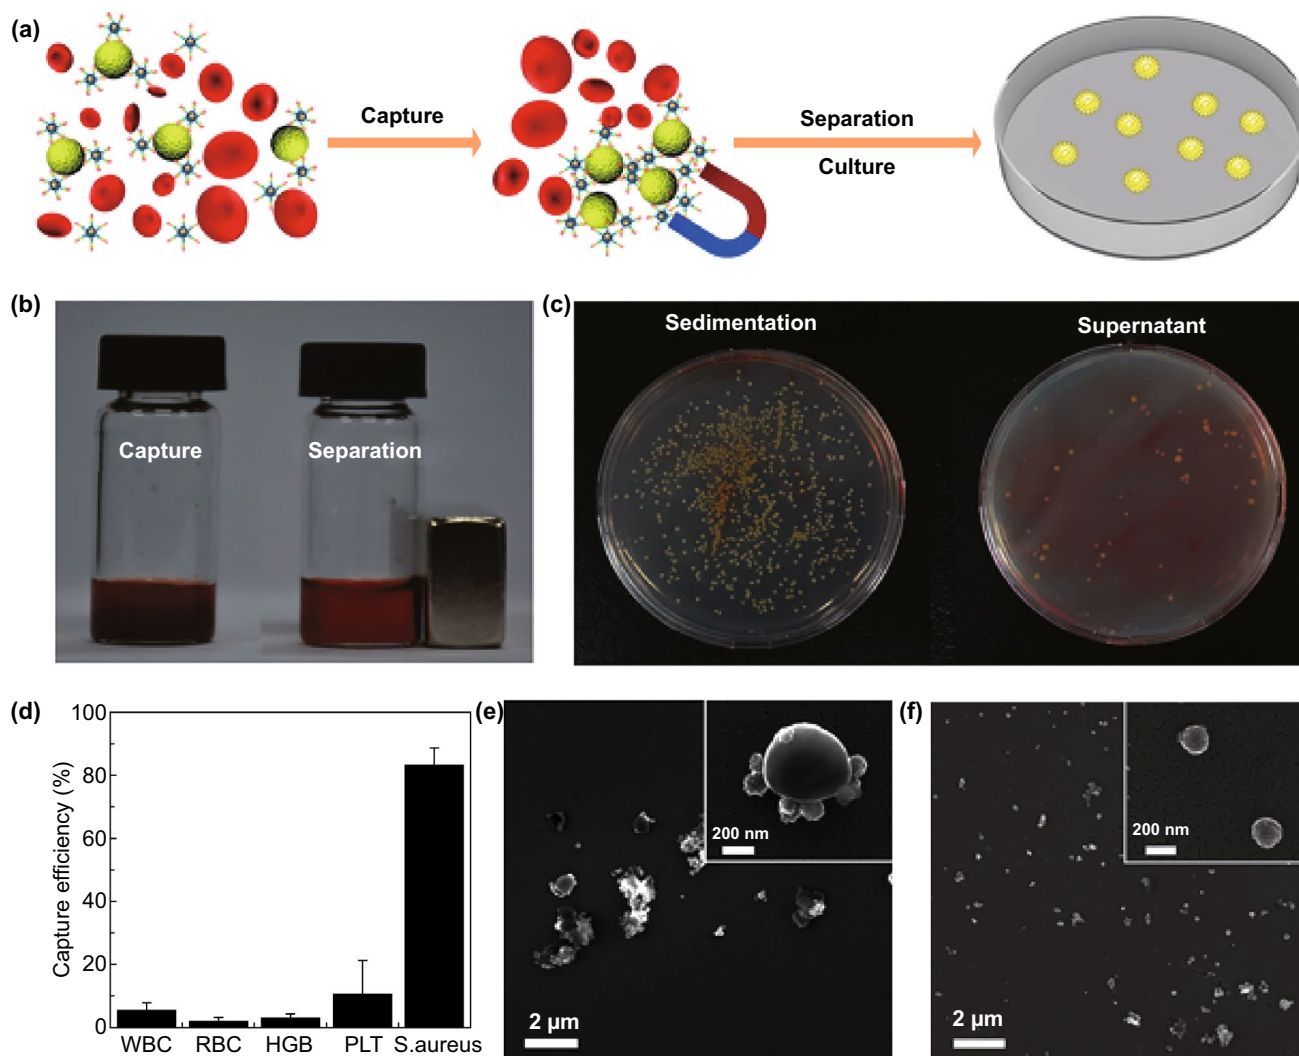 (a)
Capture
Separation
Culture
(b)
Capture
Separation
(c)
Sedimentation
Supernatant
(d)
Capture efficiency (%)
100
80
60
40
20
0
WBC RBC HGB PLT S.aureus
(e)
200 nm
2 µm
(f)
200 nm
2 µm